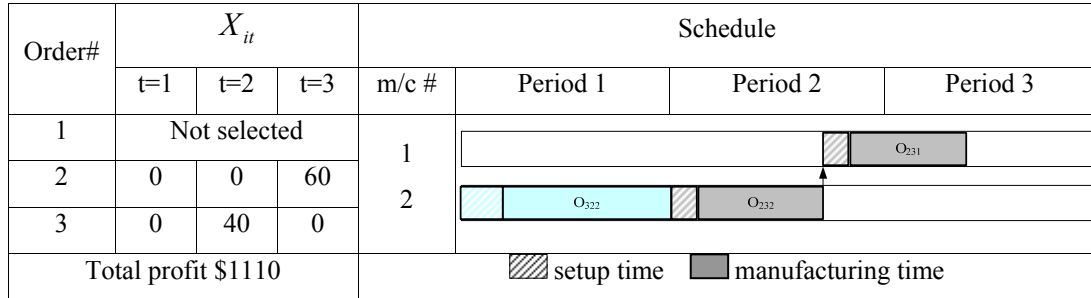 Order# X_it Schedule
t=1 t=2 t=3 m/c # Period 1 Period 2 Period 3
1 Not selected 1 O₂₃₁
2 0 0 60 2 O₃₂₂ O₂₃₂
3 0 40 0
Total profit $1110 setup time manufacturing time